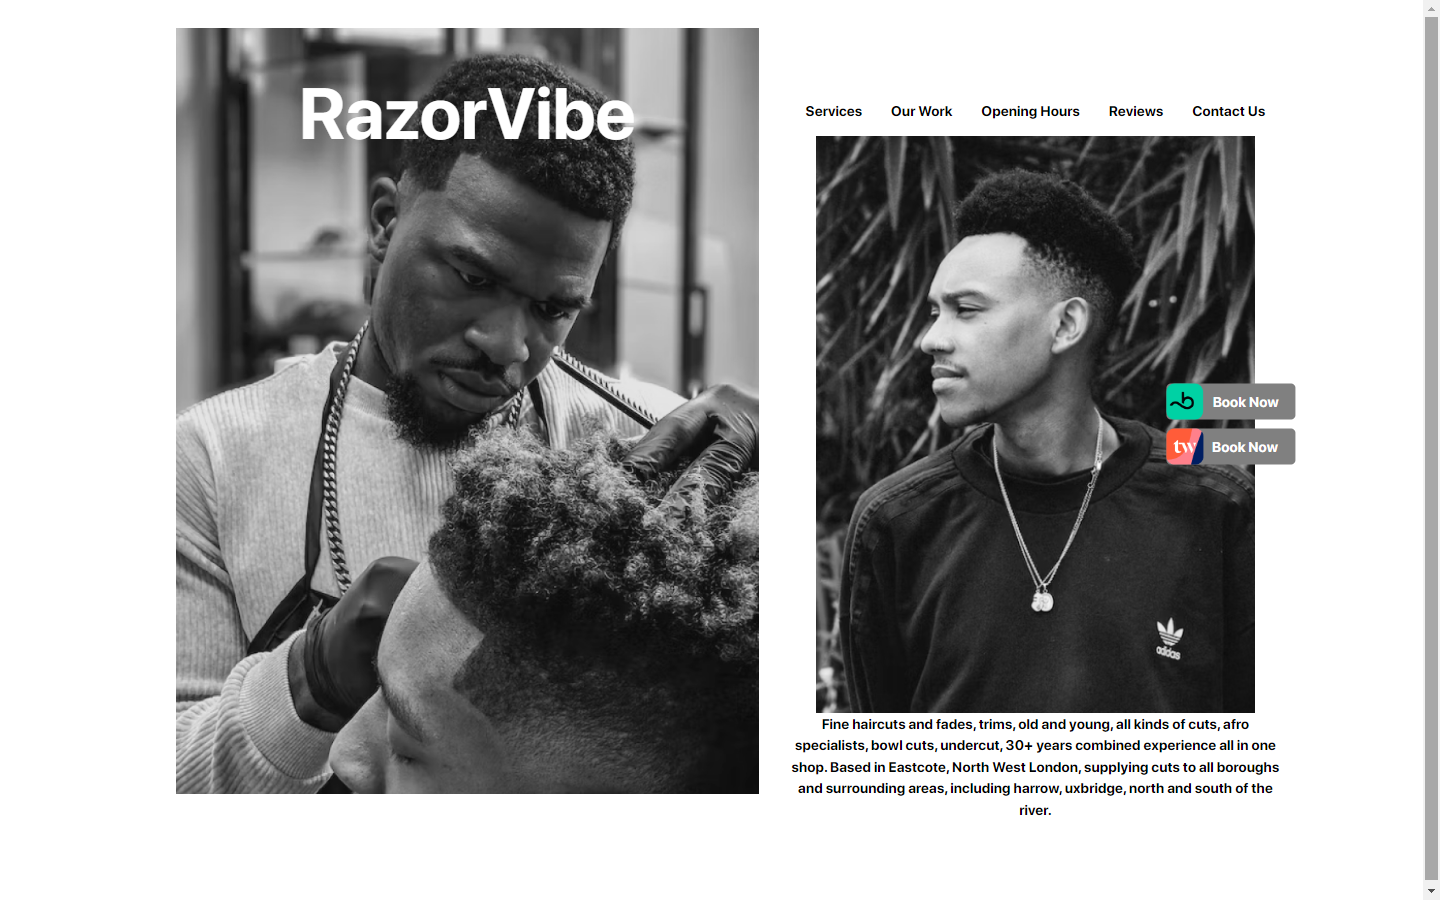 RazorVibe
Services
Our Work
Opening Hours
Reviews
Contact Us
Book Now
tw Book Now
adidas
Fine haircuts and fades, trims, old and young, all kinds of cuts, afro
specialists, bowl cuts, undercut, 30+ years combined experience all in one
shop. Based in Eastcote, North West London, supplying cuts to all boroughs
and surrounding areas, including harrow, uxbridge, north and south of the
river.